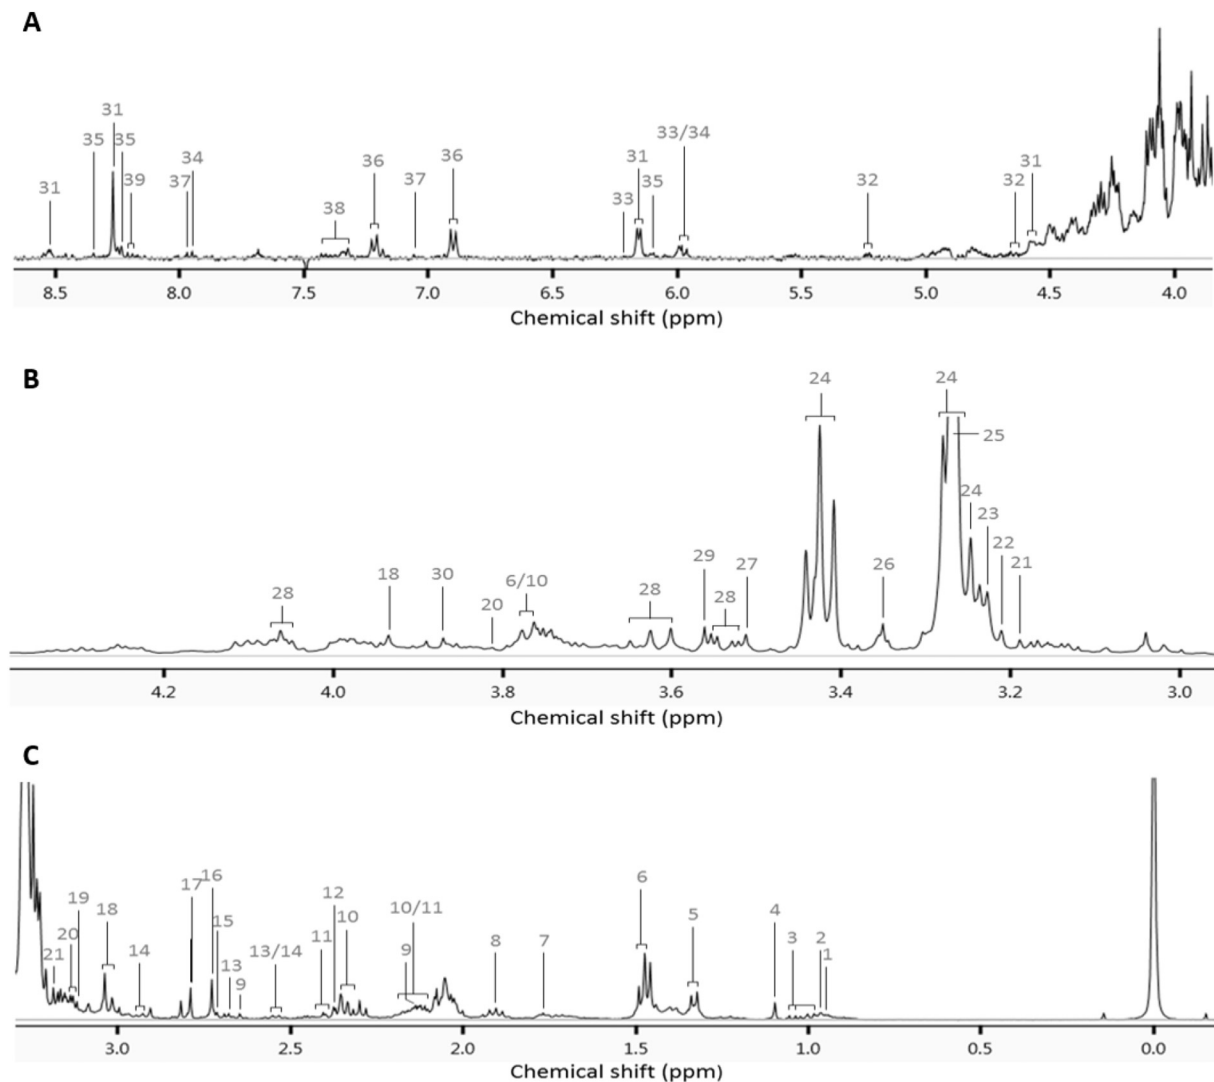 A
31
35 35
34
31 39 37 36 36 31 33/34
38 37 33 35 32 32 31
8.5 8.0 7.5 7.0 6.5 6.0 5.5 5.0 4.5 4.0
Chemical shift (ppm)
B
24 24
25
24
23
29 27 26 22
28 18 30 6/10 28 28 21
20
4.2 4.0 3.8 3.6 3.4 3.2 3.0
Chemical shift (ppm)
C
17 16 6
19 12
20 18 15 10 10/11 5 4
21 14 13/14 11 9 8 7 3 2
13 1
9
3.0 2.5 2.0 1.5 1.0 0.5 0.0
Chemical shift (ppm)